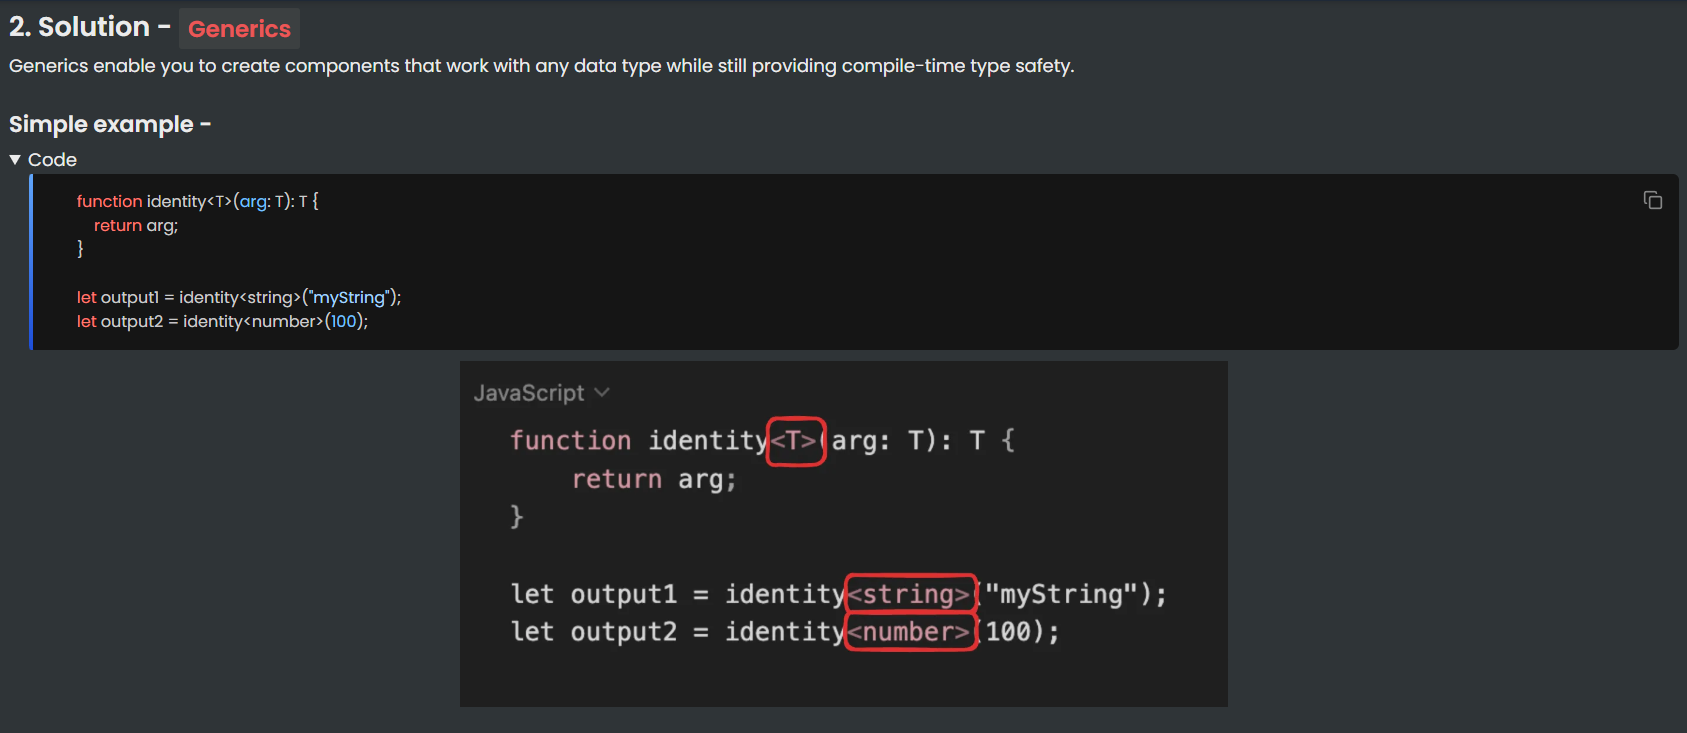 2. Solution - Generics
Generics enable you to create components that work with any data type while still providing compile-time type safety.
Simple example -
▼ Code
function identity<T>(arg: T): T {
    return arg;
}
let output1 = identity<string>("myString");
let output2 = identity<number>(100);
JavaScript
function identity<T>(arg: T): T {
    return arg;
}
let output1 = identity<string>("myString");
let output2 = identity<number>(100);